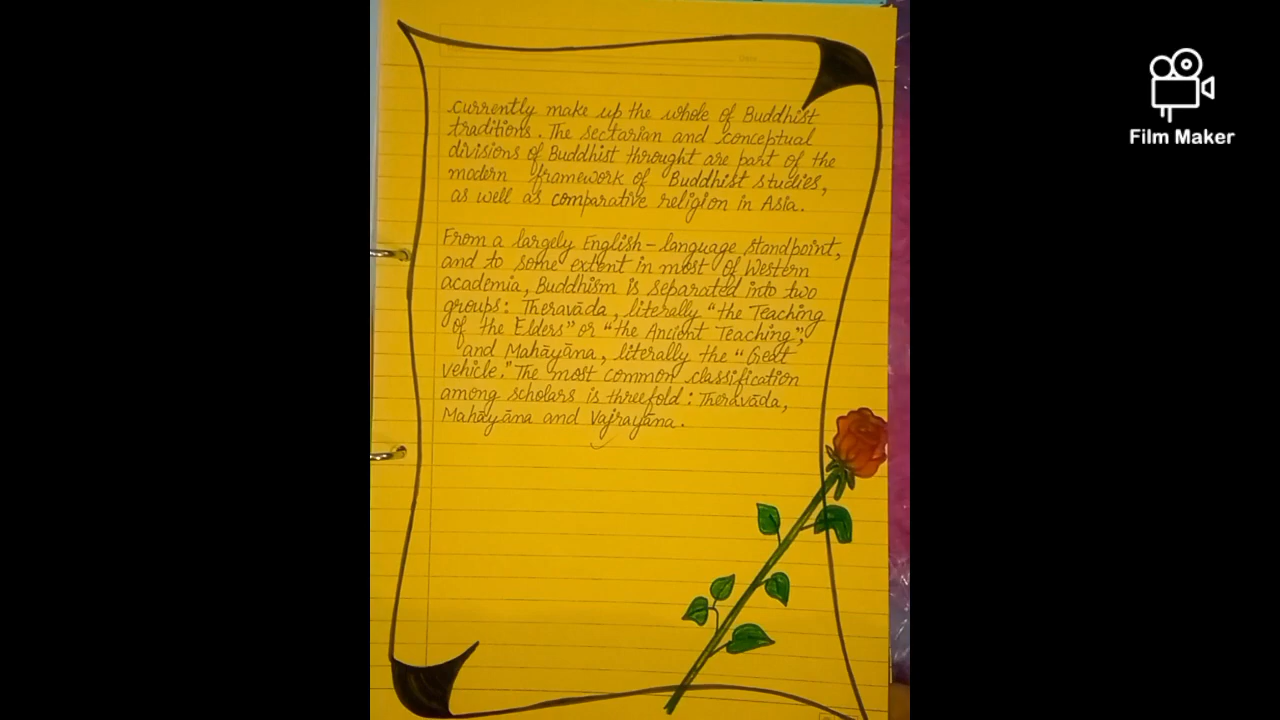 currently make up the whole of Buddhist
traditions. The sectarian and conceptual
divisions of Buddhist throught are part of the
modern framework of Buddhist studies,
as well as comparative religion in Asia.
From a largely English-language standpoint,
and to some extent in most of Western
academia, Buddhism is separated into two
groups: Theravāda, literally "the Teaching
of the Elders" or "the Ancient Teaching",
and Mahāyāna, literally the "Great
vehicle." The most common classification
among scholars is threefold: Theravāda,
Mahāyāna and Vajrayāna.
Film Maker